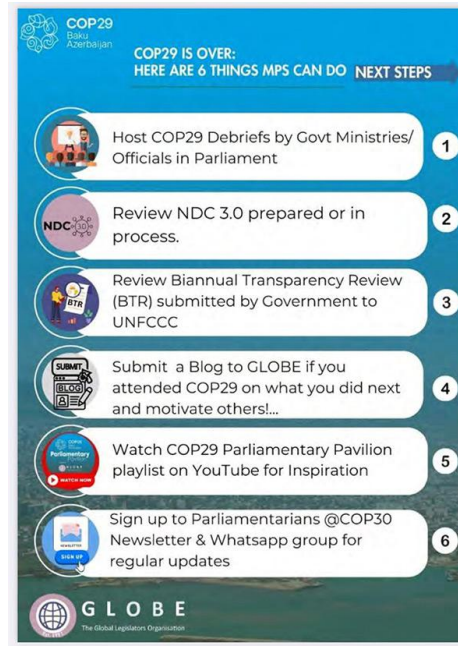 COP29
Baku
Azerbaijan
COP29 IS OVER:
HERE ARE 6 THINGS MPS CAN DO NEXT STEPS
Host COP29 Debriefs by Govt Ministries/
Officials in Parliament
1
NDC 3.0
Review NDC 3.0 prepared or in
process.
2
BTR
Review Biannual Transparency Review
(BTR) submitted by Government to
UNFCCC
3
SUBMIT
BLOG
Submit a Blog to GLOBE if you
attended COP29 on what you did next
and motivate others!...
4
Parliamentary
WATCH NOW
Watch COP29 Parliamentary Pavilion
playlist on YouTube for Inspiration
5
NEWSLETTER
SIGN UP
Sign up to Parliamentarians @COP30
Newsletter & Whatsapp group for
regular updates
6
GLOBE
The Global Legislators Organisation